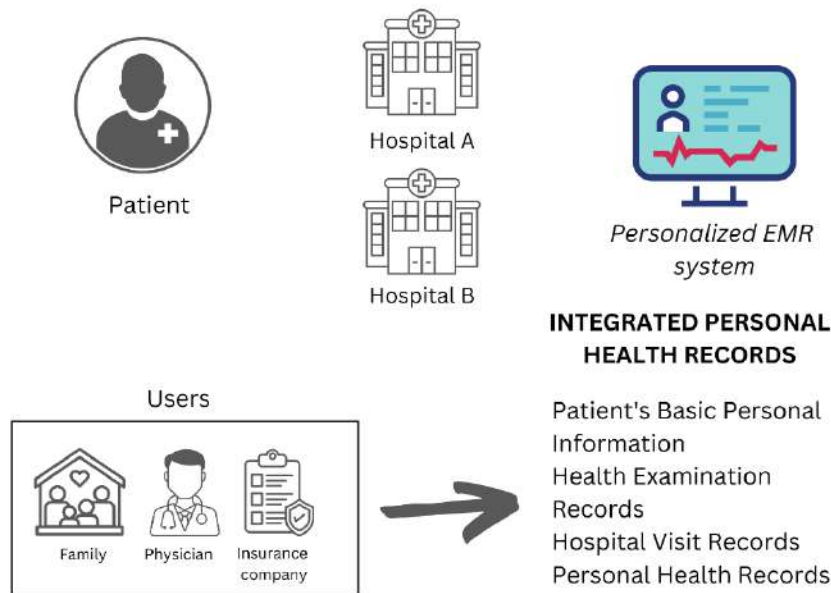 Patient
Hospital A
Hospital B
Personalized EMR
system
INTEGRATED PERSONAL
HEALTH RECORDS
Patient's Basic Personal
Information
Health Examination
Records
Hospital Visit Records
Personal Health Records
Users
Family
Physician
Insurance
company